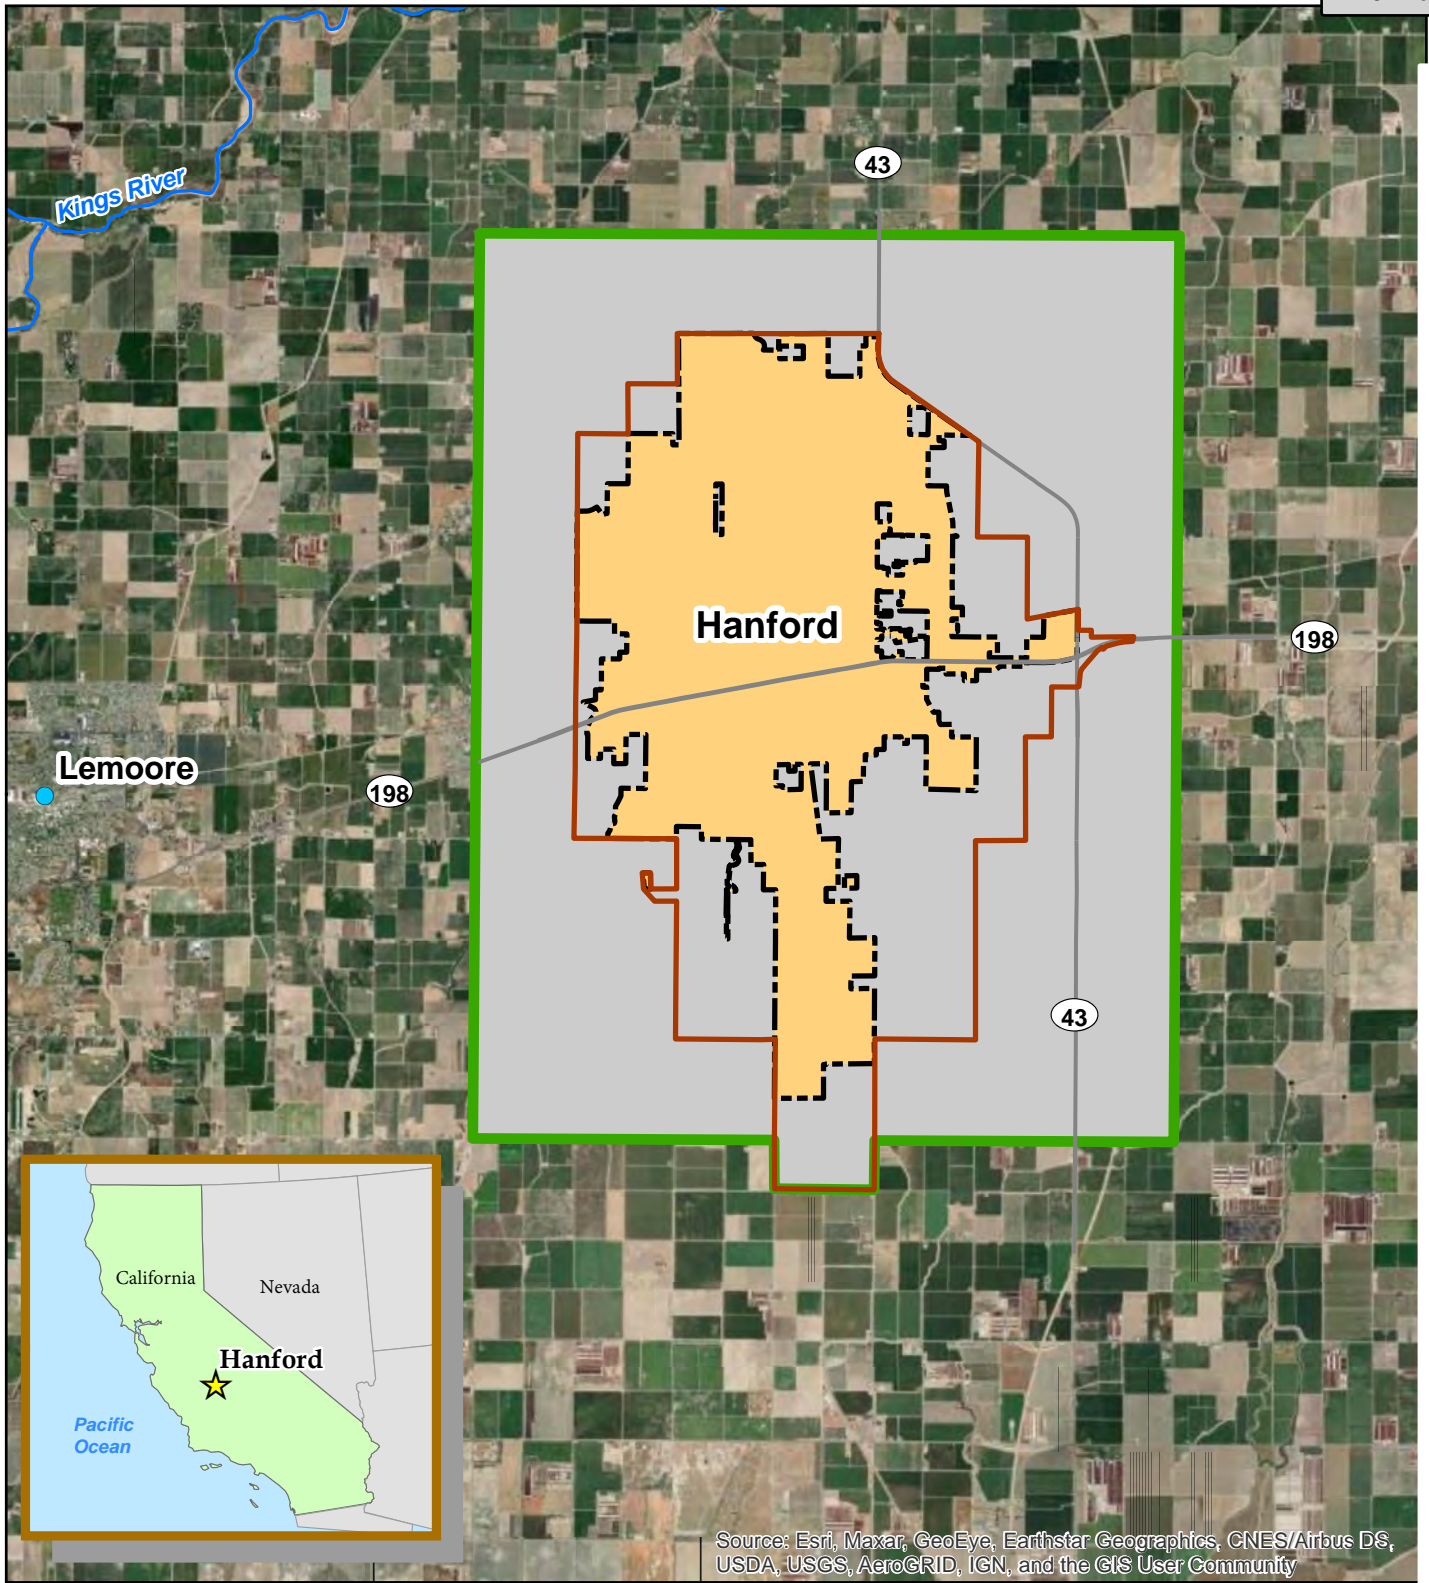 43
Kings River
Hanford
198
Lemoore
198
43
California
Nevada
Hanford
Pacific
Ocean
Source: Esri, Maxar, GeoEye, Earthstar Geographics, CNES/Airbus DS,
USDA, USGS, AeroGRID, IGN, and the GIS User Community